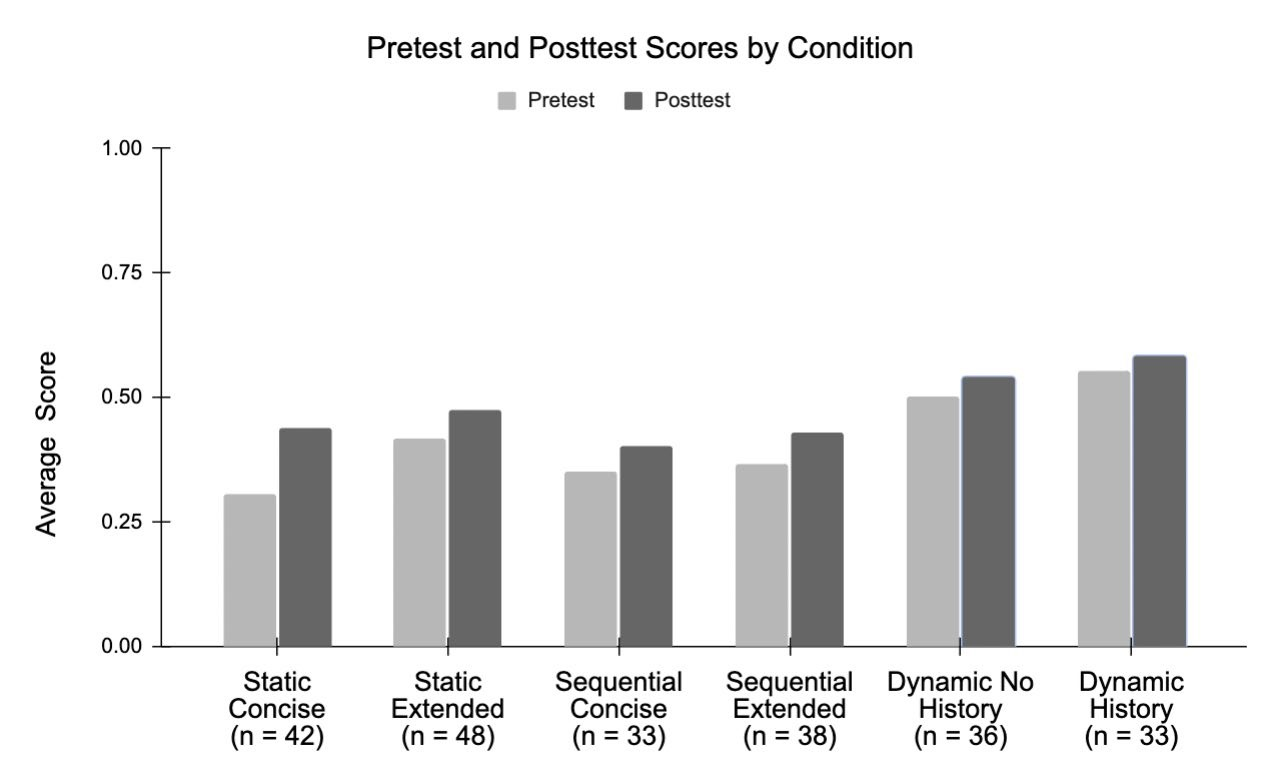 Pretest and Posttest Scores by Condition
Pretest Posttest
1.00
0.75
0.50
0.25
0.00
Average Score
Static Concise (n = 42)
Static Extended (n = 48)
Sequential Concise (n = 33)
Sequential Extended (n = 38)
Dynamic No History (n = 36)
Dynamic History (n = 33)